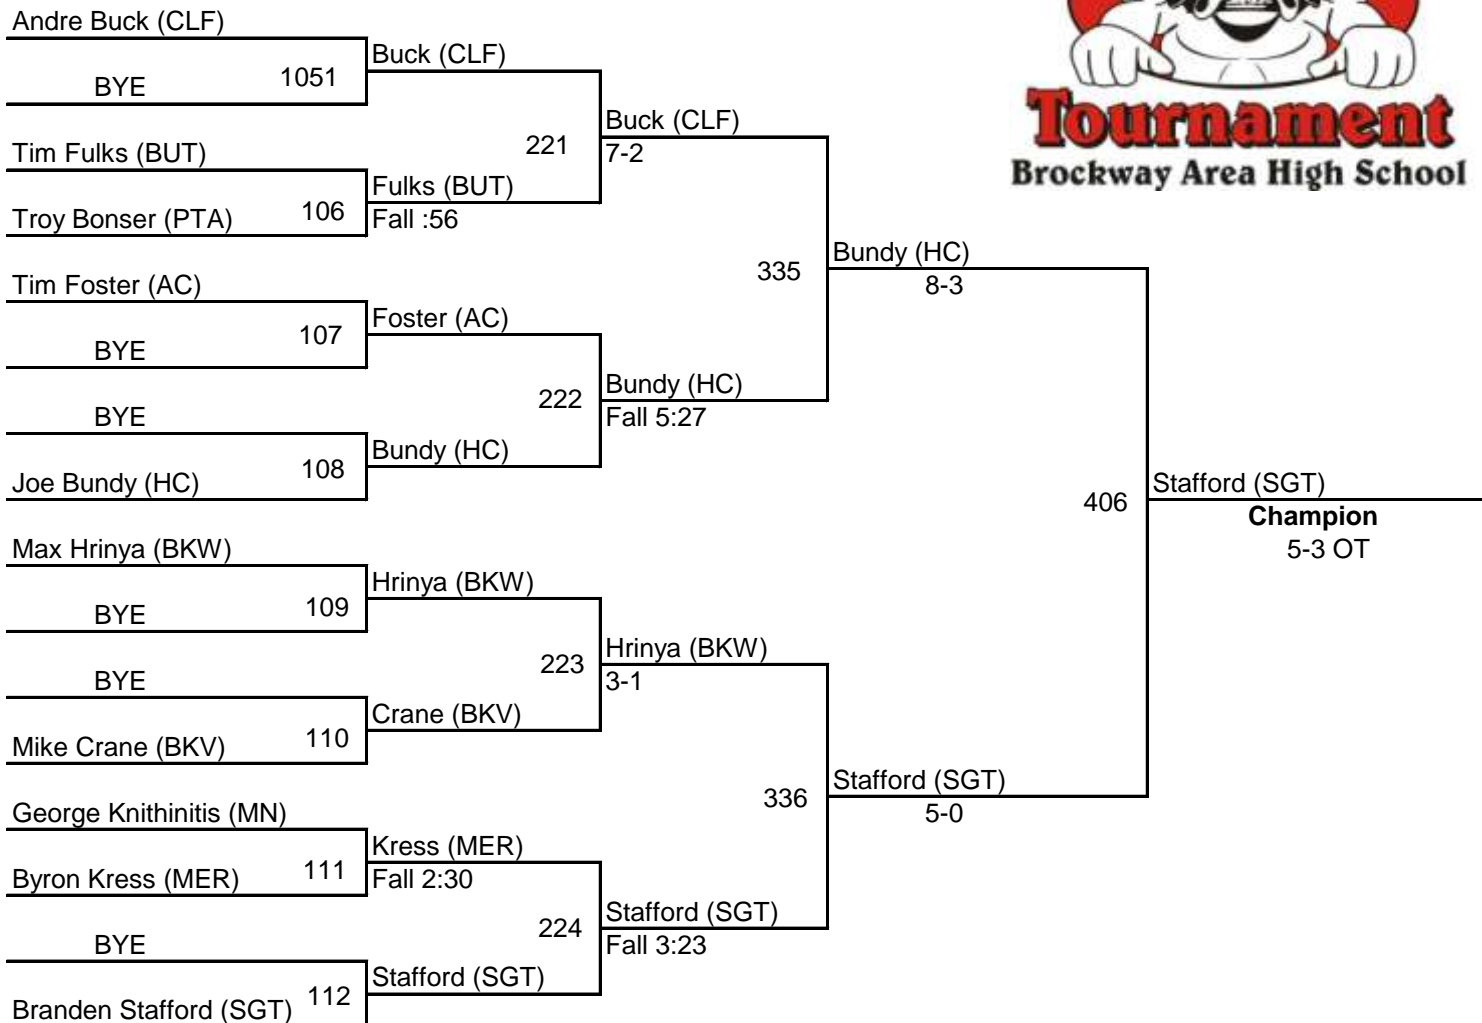 Andre Buck (CLF)
BYE
1051
Buck (CLF)
Tim Fulks (BUT)
Troy Bonser (PTA)
106
Fulks (BUT)
Fall :56
221
Buck (CLF)
7-2
Tim Foster (AC)
BYE
107
Foster (AC)
BYE
Joe Bundy (HC)
108
Bundy (HC)
222
Bundy (HC)
Fall 5:27
335
Bundy (HC)
8-3
Max Hrinya (BKW)
BYE
109
Hrinya (BKW)
BYE
Mike Crane (BKV)
110
Crane (BKV)
223
Hrinya (BKW)
3-1
George Knithinitis (MN)
Byron Kress (MER)
111
Kress (MER)
Fall 2:30
BYE
Branden Stafford (SGT)
112
Stafford (SGT)
224
Stafford (SGT)
Fall 3:23
336
Stafford (SGT)
5-0
406
Stafford (SGT)
Champion
5-3 OT
Tournament
Brockway Area High School